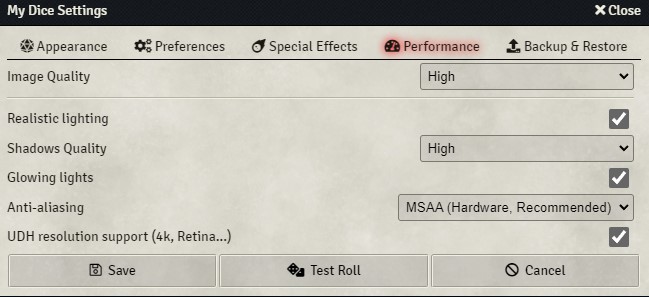 My Dice Settings Close
Appearance Preferences Special Effects Performance Backup & Restore
Image Quality High
Realistic lighting
Shadows Quality High
Glowing lights
Anti-aliasing MSAA (Hardware, Recommended)
UDH resolution support (4k, Retina...)
Save Test Roll Cancel